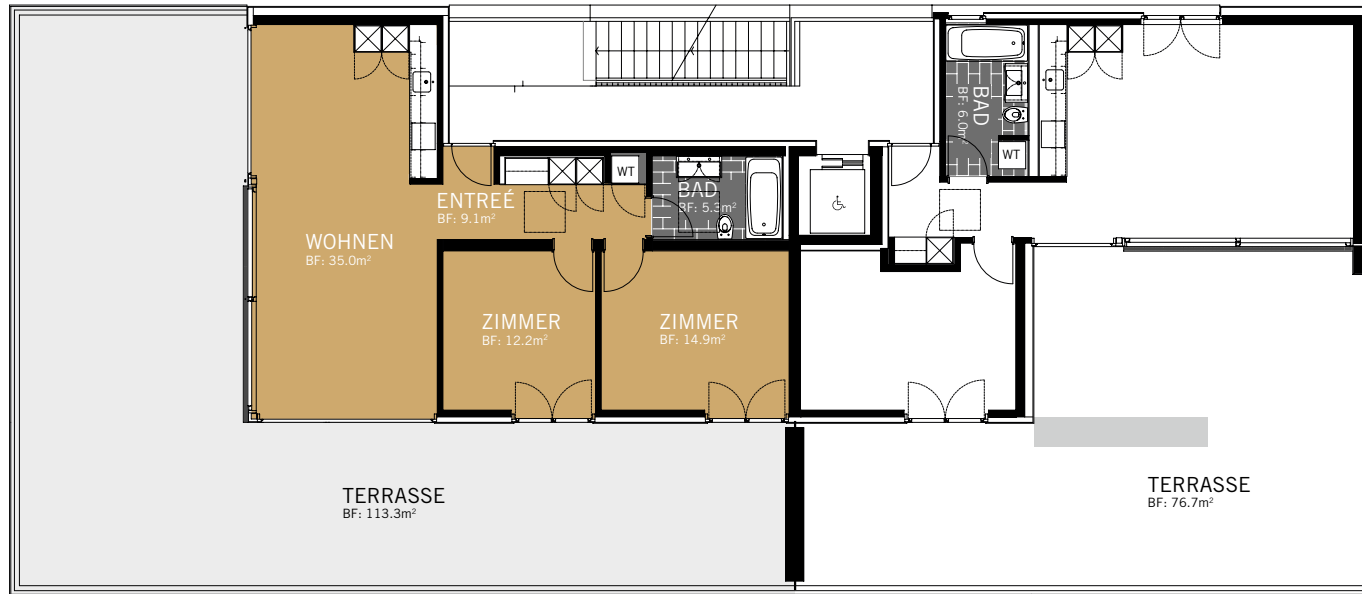 BAD
BF: 6.0m²
WT
WT
BAD
BF: 5.3m²
ENTREÉ
BF: 9.1m²
WOHNEN
BF: 35.0m²
ZIMMER
BF: 12.2m²
ZIMMER
BF: 14.9m²
TERRASSE
BF: 113.3m²
TERRASSE
BF: 76.7m²